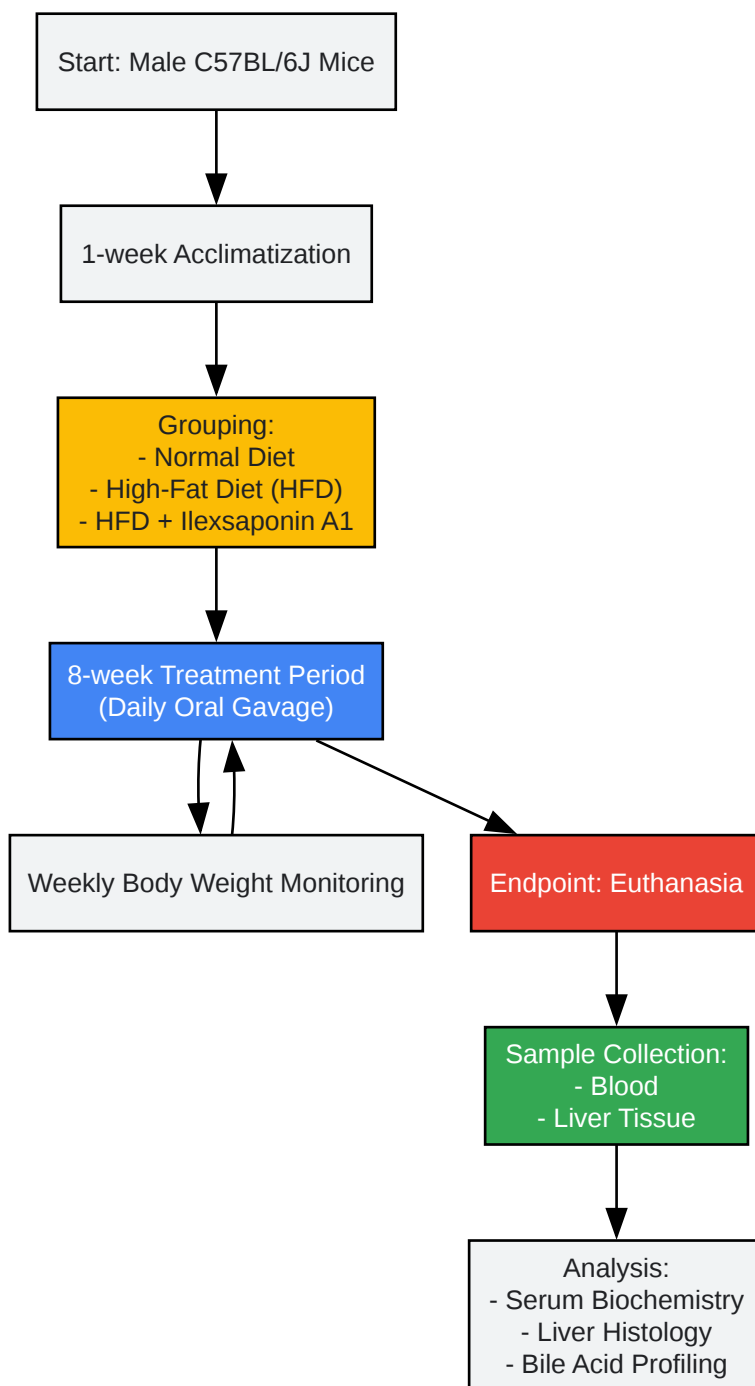 Start: Male C57BL/6J Mice
1-week Acclimatization
Grouping:
- Normal Diet
- High-Fat Diet (HFD)
- HFD + Ilexsaponin A1
8-week Treatment Period
(Daily Oral Gavage)
Weekly Body Weight Monitoring
Endpoint: Euthanasia
Sample Collection:
- Blood
- Liver Tissue
Analysis:
- Serum Biochemistry
- Liver Histology
- Bile Acid Profiling